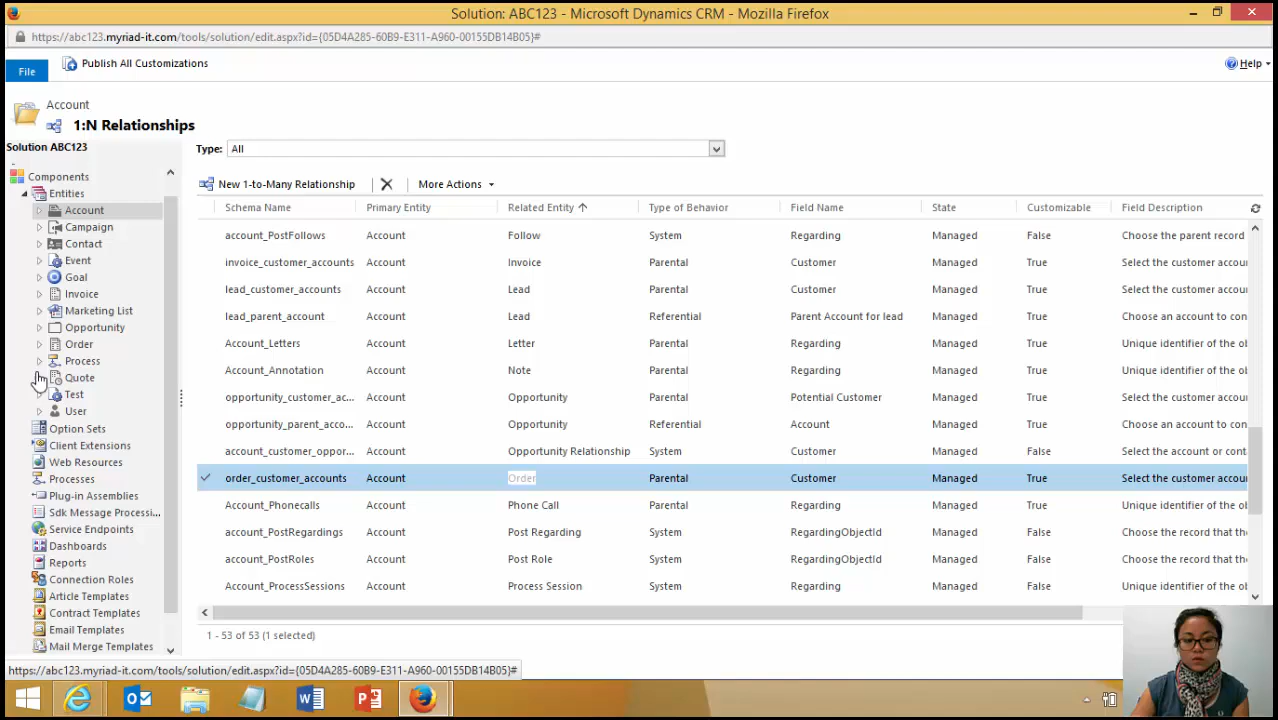 Solution: ABC123 - Microsoft Dynamics CRM - Mozilla Firefox
https://abc123.myriad-it.com/tools/solution/edit.aspx?id={05D4A285-60B9-E311-A960-00155DB14B05}#
File
Publish All Customizations
Help
Account
1:N Relationships
Solution ABC123
Components
Entities
Account
Campaign
Contact
Event
Goal
Invoice
Marketing List
Opportunity
Order
Process
Quote
Test
User
Option Sets
Client Extensions
Web Resources
Processes
Plug-in Assemblies
Sdk Message Processi...
Service Endpoints
Dashboards
Reports
Connection Roles
Article Templates
Contract Templates
Email Templates
Mail Merge Templates
Type: All
New 1-to-Many Relationship More Actions
Schema Name Primary Entity Related Entity Type of Behavior Field Name State Customizable Field Description
account_PostFollows Account Follow System Regarding Managed False Choose the parent record
invoice_customer_accounts Account Invoice Parental Customer Managed True Select the customer accour
lead_customer_accounts Account Lead Parental Customer Managed True Select the customer accour
lead_parent_account Account Lead Referential Parent Account for lead Managed True Choose an account to con
Account_Letters Account Letter Parental Regarding Managed True Unique identifier of the ob
Account_Annotation Account Note Parental Regarding Managed True Unique identifier of the ob
opportunity_customer_ac... Account Opportunity Parental Potential Customer Managed True Select the customer accour
opportunity_parent_acco... Account Opportunity Referential Account Managed True Choose an account to con
account_customer_oppor... Account Opportunity Relationship System Customer Managed False Select the account or cont
order_customer_accounts Account Order Parental Customer Managed True Select the customer accour
Account_Phonecalls Account Phone Call Parental Regarding Managed True Unique identifier of the ob
account_PostRegardings Account Post Regarding System RegardingObjectId Managed False Choose the record that the
account_PostRoles Account Post Role System RegardingObjectId Managed False Choose the record that the
Account_ProcessSessions Account Process Session System Regarding Managed False Unique identifier of the ob
1 - 53 of 53 (1 selected)
https://abc123.myriad-it.com/tools/solution/edit.aspx?id={05D4A285-60B9-E311-A960-00155DB14B05}#